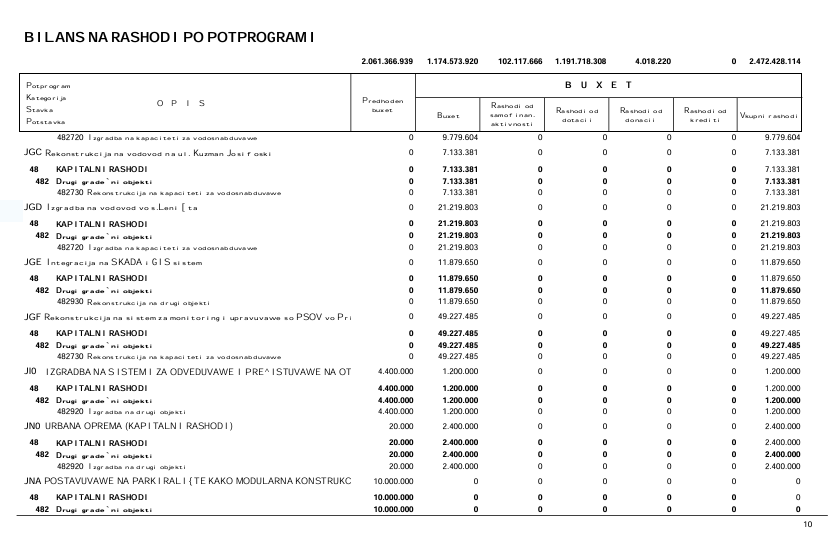 BILANS NA RASHODI PO POTPROGRAMI
2.061.366.939 1.174.573.920 102.117.666 1.191.718.308 4.018.220 0 2.472.428.114
Potprogram
Kategorija
Stavka
Potstavka
O P I S
Predhoden
buxet
B U X E T
Buxet
Rashodi od
samofinan.
aktivnosti
Rashodi od
dotacii
Rashodi od
donacii
Rashodi od
krediti
Vkupni rashodi
482720 Izgradba na kapaciteti za vodosnabduvawe 0 9.779.604 0 0 0 0 9.779.604
JGC Rekonstrukcija na vodovod na ul. Kuzman Josifoski 0 7.133.381 0 0 0 0 7.133.381
48 KAPITALNI RASHODI 0 7.133.381 0 0 0 0 7.133.381
482 Drugi grade`ni objekti 0 7.133.381 0 0 0 0 7.133.381
482730 Rekonstrukcija na kapaciteti za vodosnabduvawe 0 7.133.381 0 0 0 0 7.133.381
JGD Izgradba na vodovod vo s.Leni[ta 0 21.219.803 0 0 0 0 21.219.803
48 KAPITALNI RASHODI 0 21.219.803 0 0 0 0 21.219.803
482 Drugi grade`ni objekti 0 21.219.803 0 0 0 0 21.219.803
482720 Izgradba na kapaciteti za vodosnabduvawe 0 21.219.803 0 0 0 0 21.219.803
JGE Integracija na SKADA i GIS sistem 0 11.879.650 0 0 0 0 11.879.650
48 KAPITALNI RASHODI 0 11.879.650 0 0 0 0 11.879.650
482 Drugi grade`ni objekti 0 11.879.650 0 0 0 0 11.879.650
482930 Rekonstrukcija na drugi objekti 0 11.879.650 0 0 0 0 11.879.650
JGF Rekonstrukcija na sistem za monitoring i upravuvawe so PSOV vo Pri 0 49.227.485 0 0 0 0 49.227.485
48 KAPITALNI RASHODI 0 49.227.485 0 0 0 0 49.227.485
482 Drugi grade`ni objekti 0 49.227.485 0 0 0 0 49.227.485
482730 Rekonstrukcija na kapaciteti za vodosnabduvawe 0 49.227.485 0 0 0 0 49.227.485
JI0 IZGRADBA NA SISTEMI ZA ODVEDUVAWE I PRE^ISTUVAWE NA OT 4.400.000 1.200.000 0 0 0 0 1.200.000
48 KAPITALNI RASHODI 4.400.000 1.200.000 0 0 0 0 1.200.000
482 Drugi grade`ni objekti 4.400.000 1.200.000 0 0 0 0 1.200.000
482920 Izgradba na drugi objekti 4.400.000 1.200.000 0 0 0 0 1.200.000
JN0 URBANA OPREMA (KAPITALNI RASHODI) 20.000 2.400.000 0 0 0 0 2.400.000
48 KAPITALNI RASHODI 20.000 2.400.000 0 0 0 0 2.400.000
482 Drugi grade`ni objekti 20.000 2.400.000 0 0 0 0 2.400.000
482920 Izgradba na drugi objekti 20.000 2.400.000 0 0 0 0 2.400.000
JNA POSTAVUVAWE NA PARKIRALI{TE KAKO MODULARNA KONSTRUKC 10.000.000 0 0 0 0 0 0
48 KAPITALNI RASHODI 10.000.000 0 0 0 0 0 0
482 Drugi grade`ni objekti 10.000.000 0 0 0 0 0 0
10